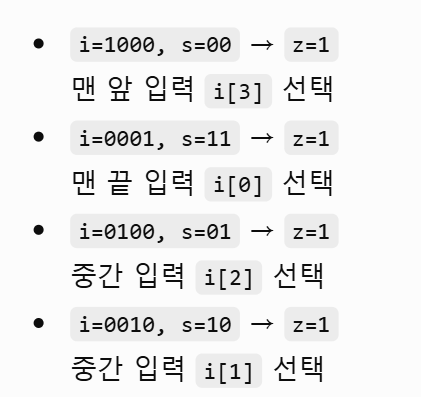 • i=1000, s=00 → z=1
맨 앞 입력 i[3] 선택
• i=0001, s=11 → z=1
맨 끝 입력 i[0] 선택
• i=0100, s=01 → z=1
중간 입력 i[2] 선택
• i=0010, s=10 → z=1
중간 입력 i[1] 선택